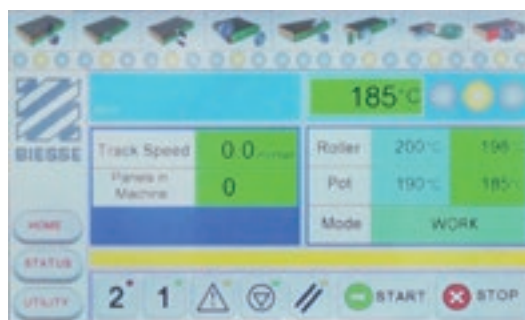 185°C
BIESSE
Track Speed 0.0
Panels in
Machine 0
Roller 200°C 198°
Pot 190°C 185°
Mode WORK
HOME
STATUS
UTILITY
2 1 START STOP